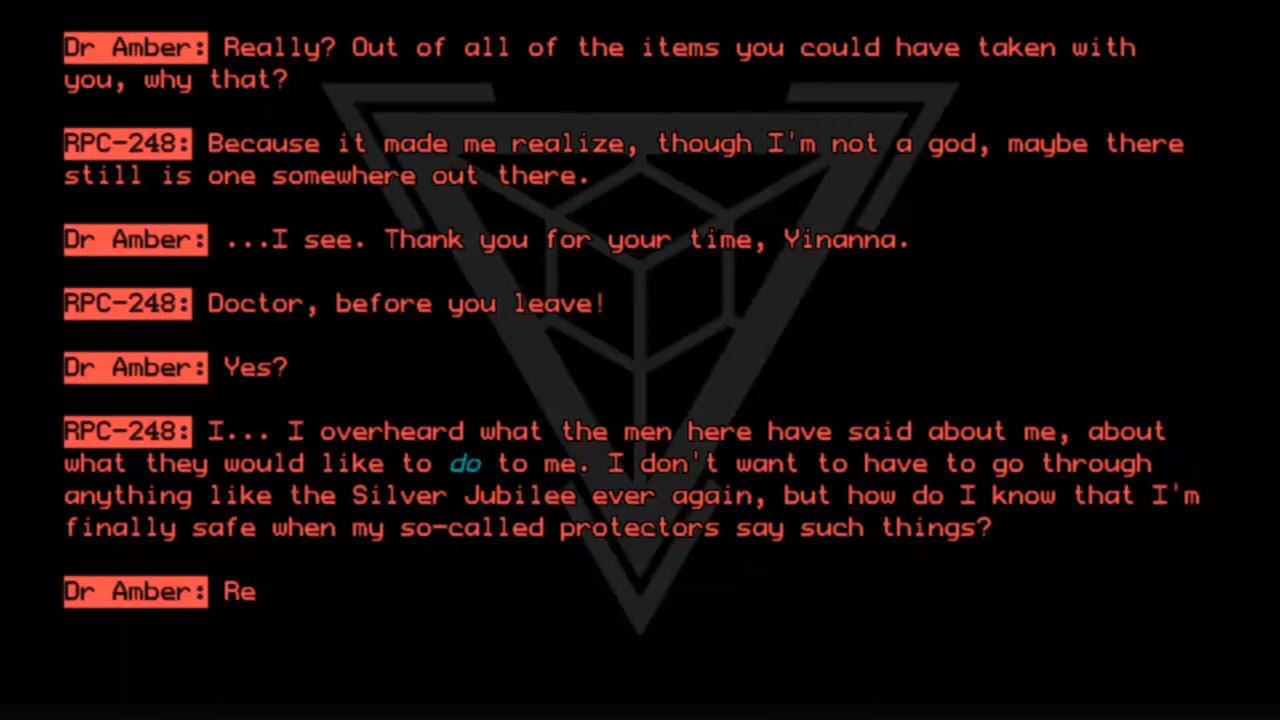 Dr Amber: Really? Out of all of the items you could have taken with
you, why that?
RPC-248: Because it made me realize, though I'm not a god, maybe there
still is one somewhere out there.
Dr Amber: ...I see. Thank you for your time, Yinanna.
RPC-248: Doctor, before you leave!
Dr Amber: Yes?
RPC-248: I... I overheard what the men here have said about me, about
what they would like to do to me. I don't want to have to go through
anything like the Silver Jubilee ever again, but how do I know that I'm
finally safe when my so-called protectors say such things?
Dr Amber: Re